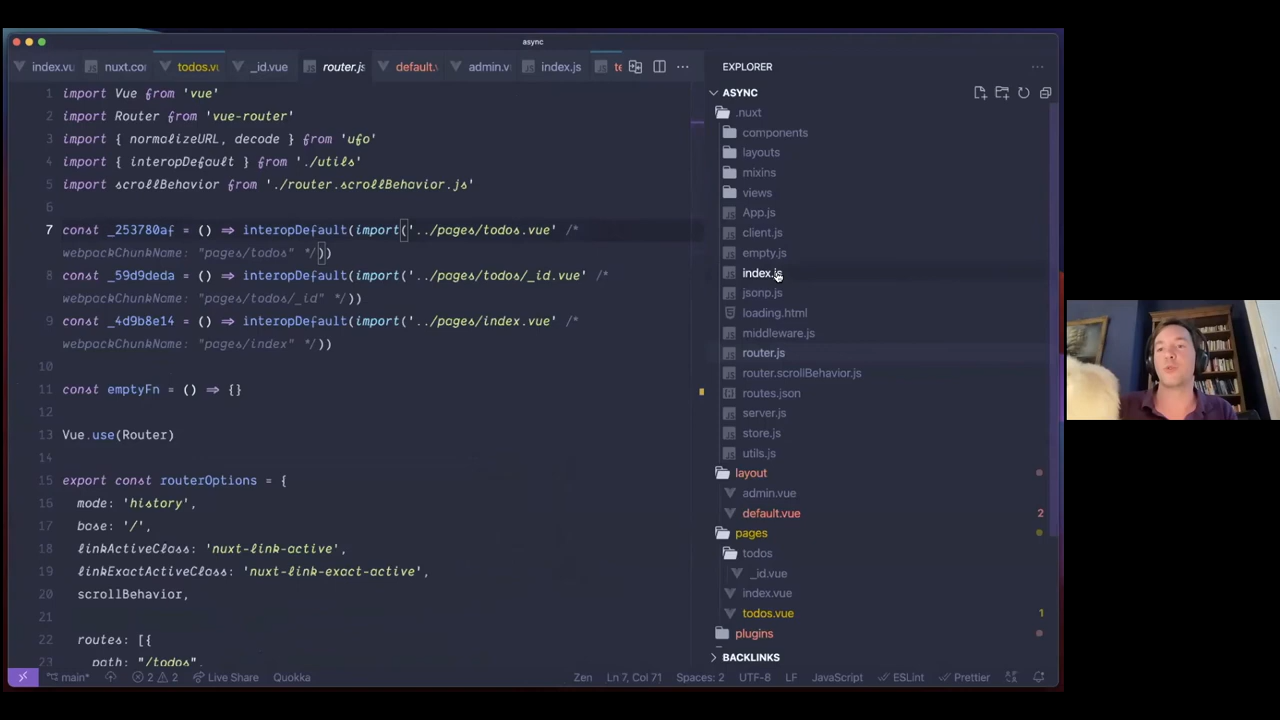 async
index.vu
nuxt.co
todos.v
_id.vue
router.js
default.
admin.v
index.js
te
1 import Vue from 'vue'
2 import Router from 'vue-router'
3 import { normalizeURL, decode } from 'ufo'
4 import { interopDefault } from './utils'
5 import scrollBehavior from './router.scrollBehavior.js'
6
7 const _253780af = () => interopDefault(import('../pages/todos.vue' /*
webpackChunkName: "pages/todos" */))
8 const _59d9deda = () => interopDefault(import('../pages/todos/_id.vue' /*
webpackChunkName: "pages/todos/_id" */))
9 const _4d9b8e14 = () => interopDefault(import('../pages/index.vue' /*
webpackChunkName: "pages/index" */))
10
11 const emptyFn = () => {}
12
13 Vue.use(Router)
14
15 export const routerOptions = {
16 mode: 'history',
17 base: '/',
18 linkActiveClass: 'nuxt-link-active',
19 linkExactActiveClass: 'nuxt-link-exact-active',
20 scrollBehavior,
21
22 routes: [{
23 path: "/todos",
EXPLORER
ASYNC
.nuxt
components
layouts
mixins
views
App.js
client.js
empty.js
index.js
jsonp.js
loading.html
middleware.js
router.js
router.scrollBehavior.js
routes.json
server.js
store.js
utils.js
layout
admin.vue
default.vue 2
pages
todos
_id.vue
index.vue
todos.vue 1
plugins
BACKLINKS
main* 2 2 Live Share Quokka Zen Ln 7, Col 71 Spaces: 2 UTF-8 LF JavaScript ESLint Prettier